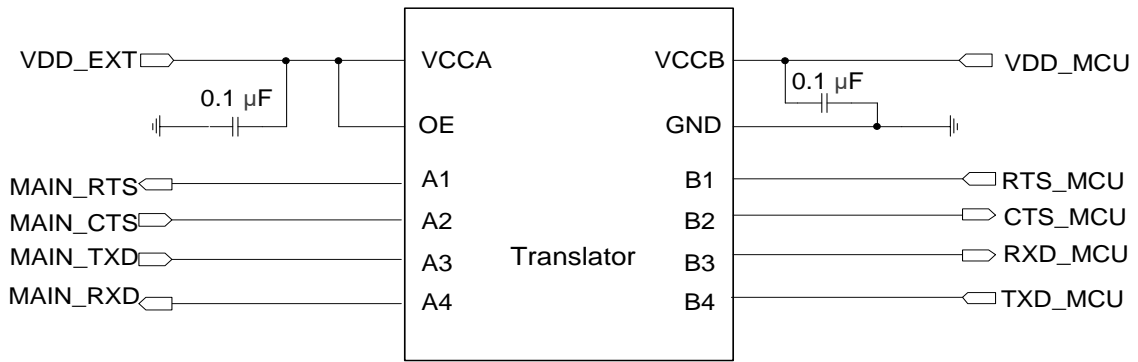 VDD_EXT
VCCA
VCCB
VDD_MCU
0.1 µF
0.1 µF
OE
GND
MAIN_RTS
A1
B1
RTS_MCU
MAIN_CTS
A2
B2
CTS_MCU
MAIN_TXD
A3
Translator
B3
RXD_MCU
MAIN_RXD
A4
B4
TXD_MCU